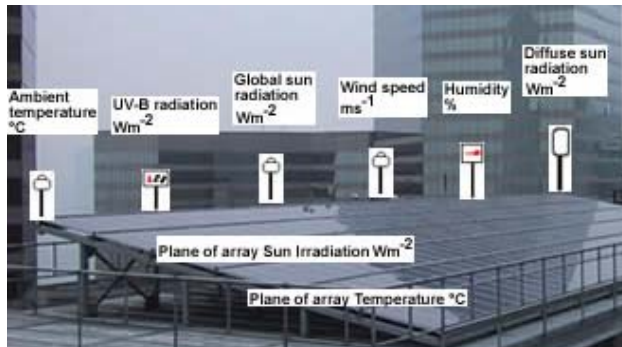 Ambient
temperature
°C
UV-B radiation
Wm-2
Global sun
radiation
Wm-2
Wind speed
ms-1
Humidity
%
Diffuse sun
radiation
Wm-2
Plane of array Sun Irradiation Wm-2
Plane of array Temperature °C